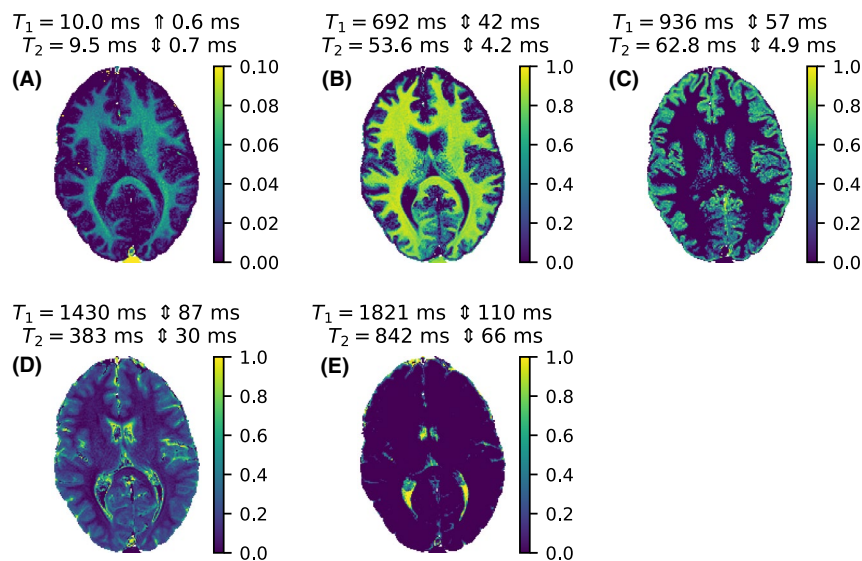 T₁ = 10.0 ms ⇑ 0.6 ms
T₂ = 9.5 ms ⇕ 0.7 ms
(A)
0.10
0.08
0.06
0.04
0.02
0.00
T₁ = 692 ms ⇕ 42 ms
T₂ = 53.6 ms ⇕ 4.2 ms
(B)
1.0
0.8
0.6
0.4
0.2
0.0
T₁ = 936 ms ⇕ 57 ms
T₂ = 62.8 ms ⇕ 4.9 ms
(C)
1.0
0.8
0.6
0.4
0.2
0.0
T₁ = 1430 ms ⇕ 87 ms
T₂ = 383 ms ⇕ 30 ms
(D)
1.0
0.8
0.6
0.4
0.2
0.0
T₁ = 1821 ms ⇕ 110 ms
T₂ = 842 ms ⇕ 66 ms
(E)
1.0
0.8
0.6
0.4
0.2
0.0